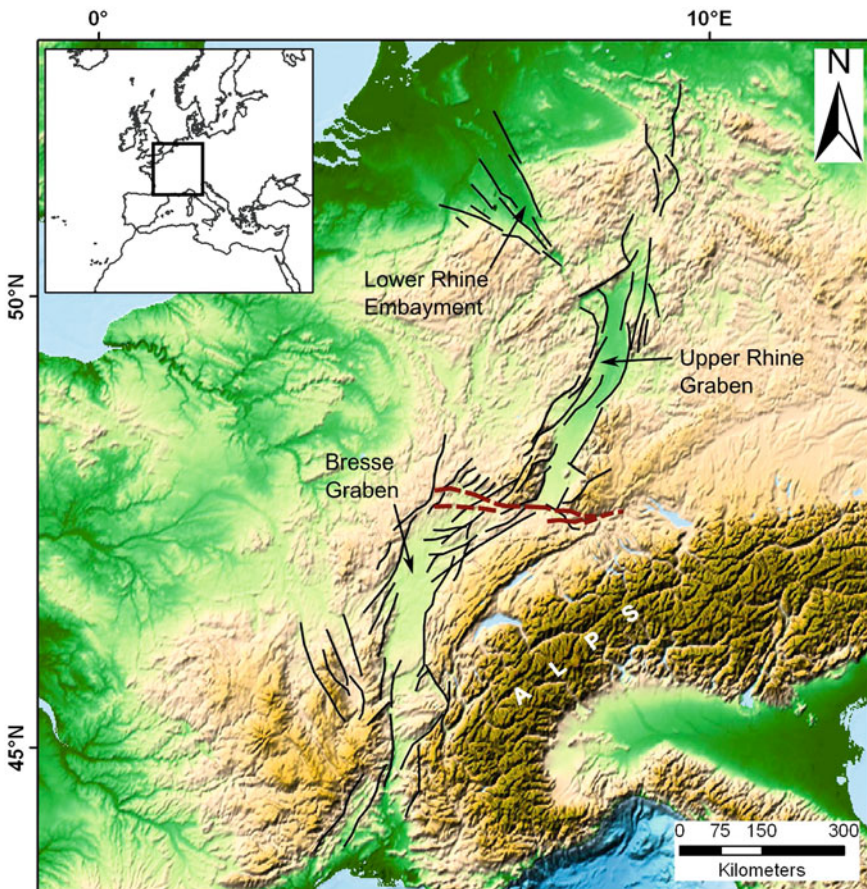 0°
10°
N
50°N
45°N
Lower Rhine
Embayment
Upper Rhine
Graben
Bresse
Graben
ALPS
0 75 150 300
Kilometers